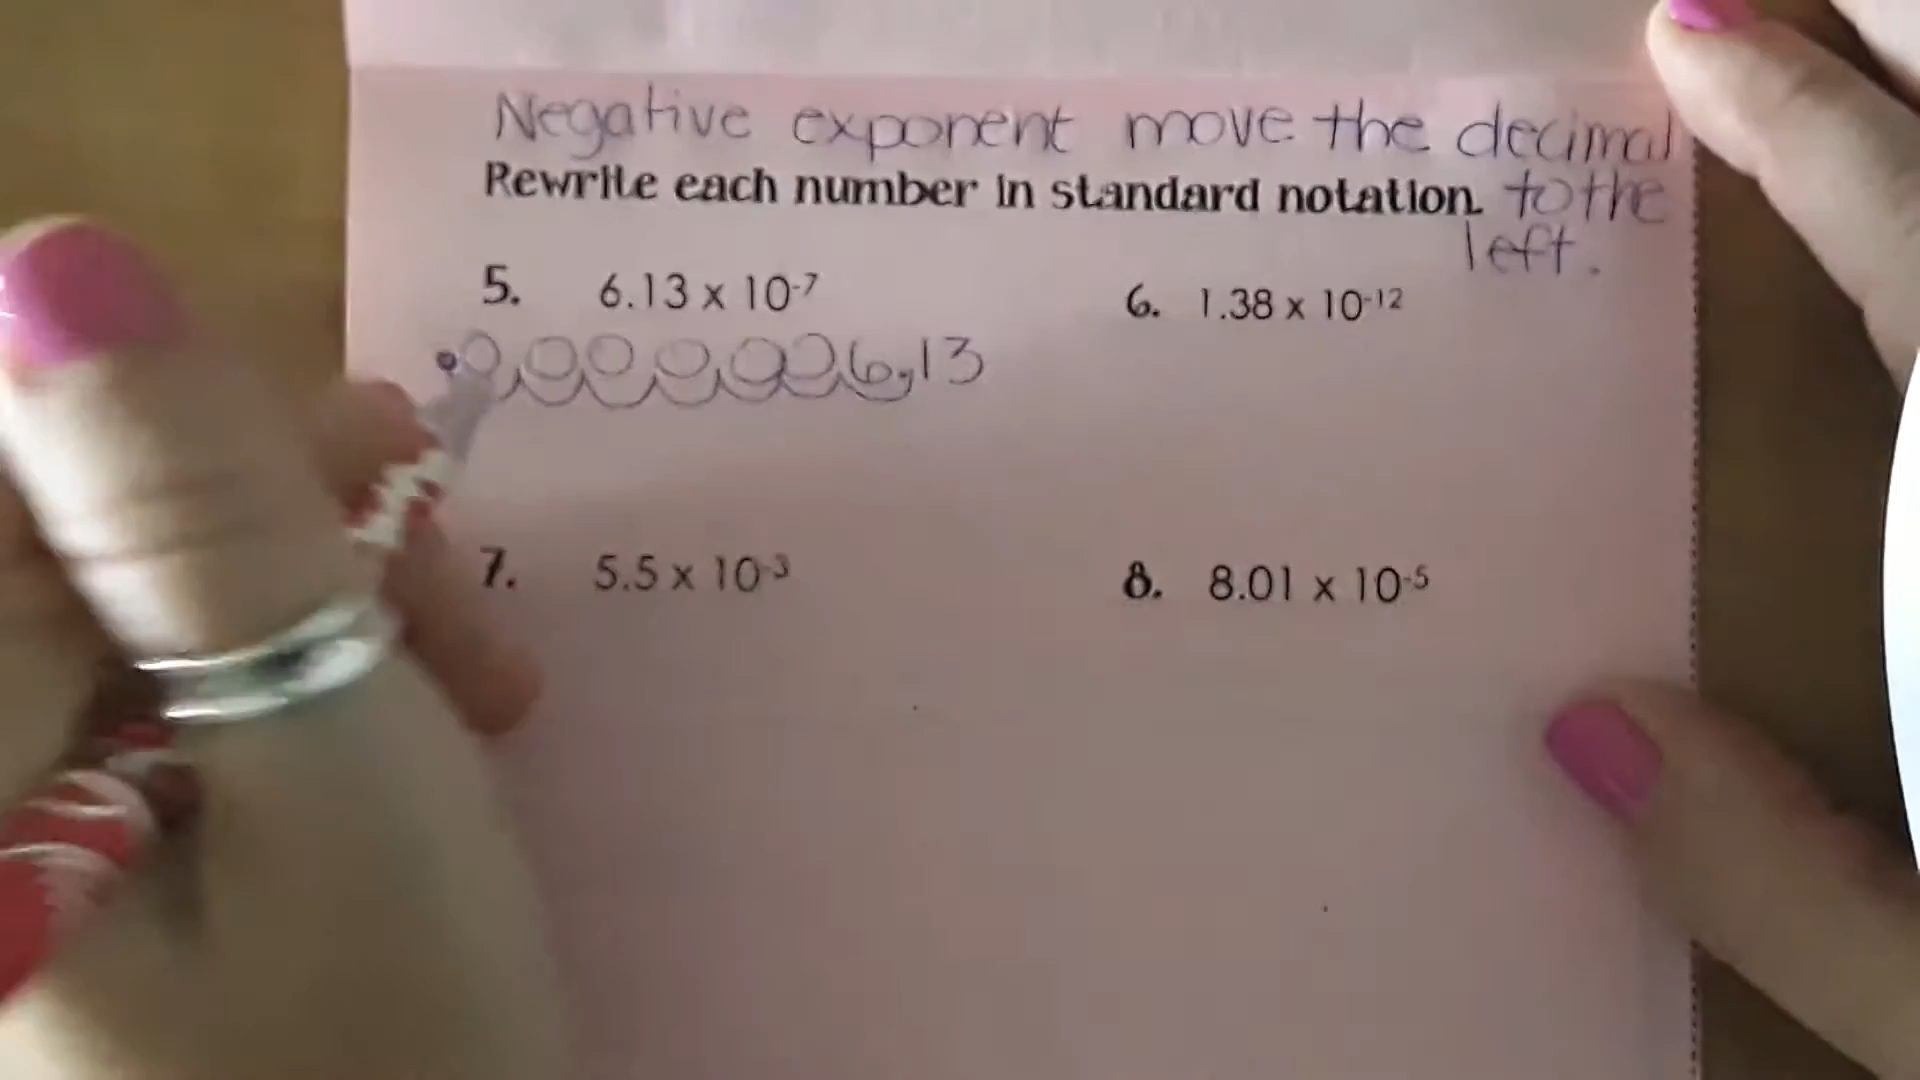 Negative exponent move the decimal
Rewrite each number in standard notation. to the
left.
5. 6.13 x 10⁻⁷
6. 1.38 x 10⁻¹²
.0000006.13
7. 5.5 x 10⁻³
8. 8.01 x 10⁻⁵